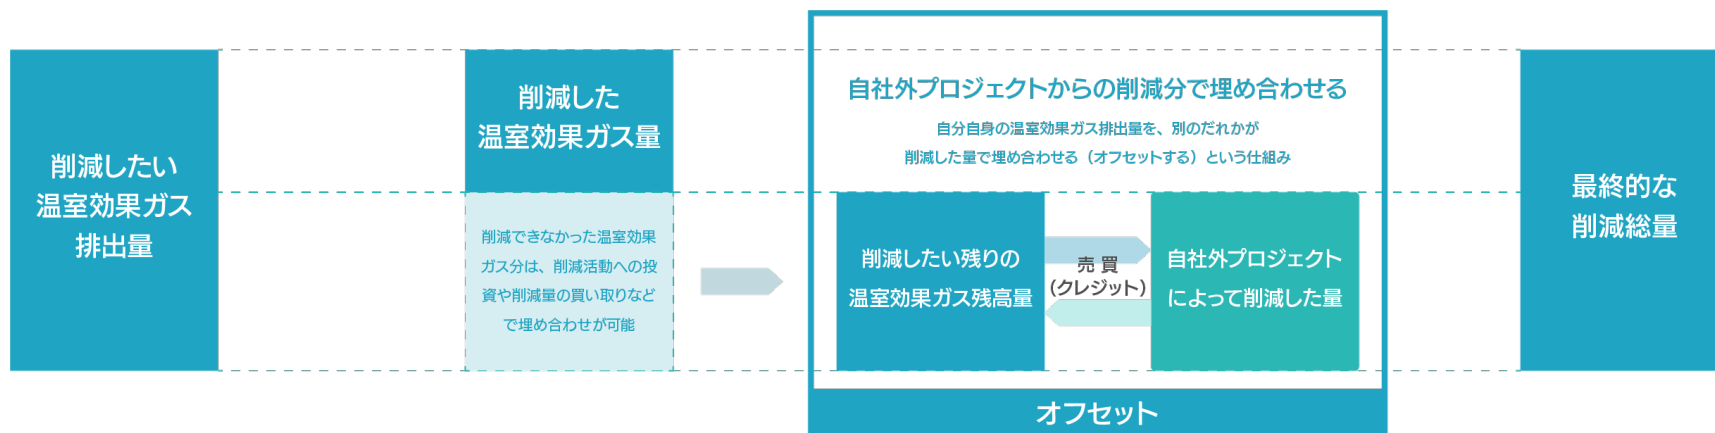 削減したい
温室効果ガス
排出量
削減した
温室効果ガス量
削減できなかった温室効果
ガス分は、削減活動への投
資や削減量の買い取りなど
で埋め合わせが可能
自社外プロジェクトからの削減分で埋め合わせる
自分自身の温室効果ガス排出量を、別のだれかが
削減した量で埋め合わせる（オフセットする）という仕組み
削減したい残りの
温室効果ガス残高量
売 買
（クレジット）
自社外プロジェクト
によって削減した量
オフセット
最終的な
削減総量